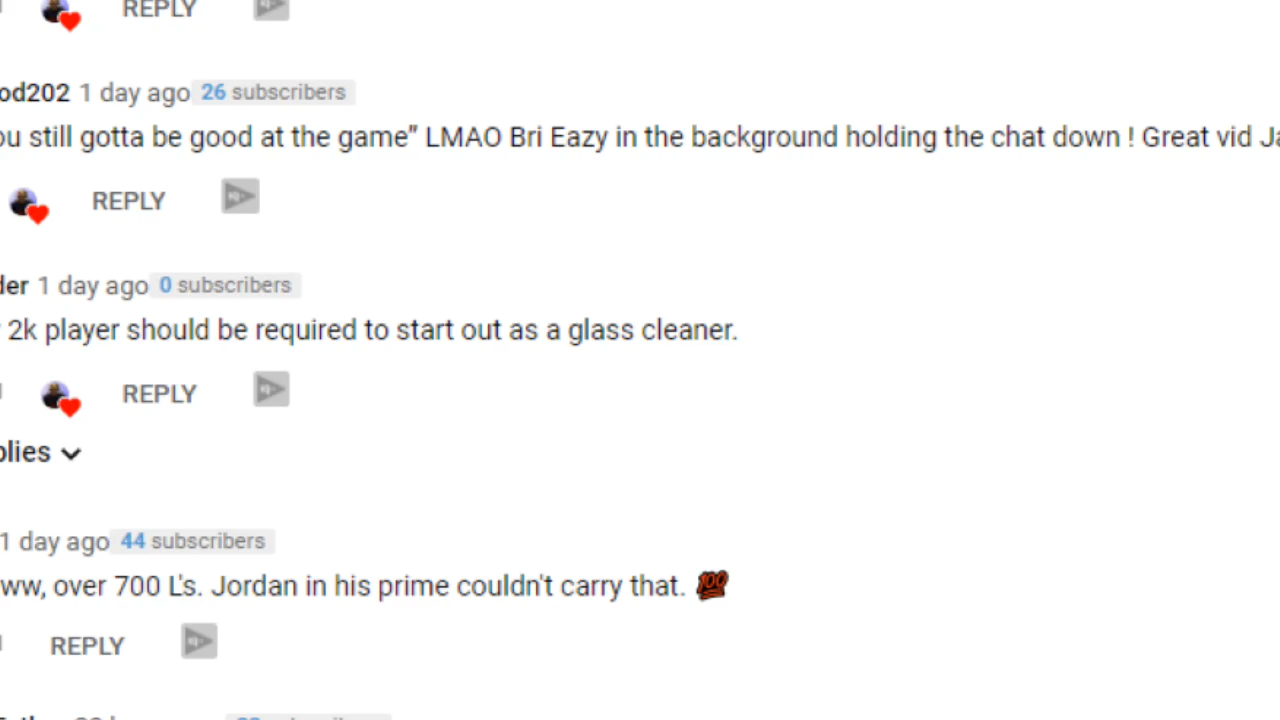 REPLY
od202 1 day ago 26 subscribers
ou still gotta be good at the game" LMAO Bri Eazy in the background holding the chat down ! Great vid Ja
REPLY
der 1 day ago 0 subscribers
2k player should be required to start out as a glass cleaner.
REPLY
plies
1 day ago 44 subscribers
ww, over 700 L's. Jordan in his prime couldn't carry that. 💯
REPLY